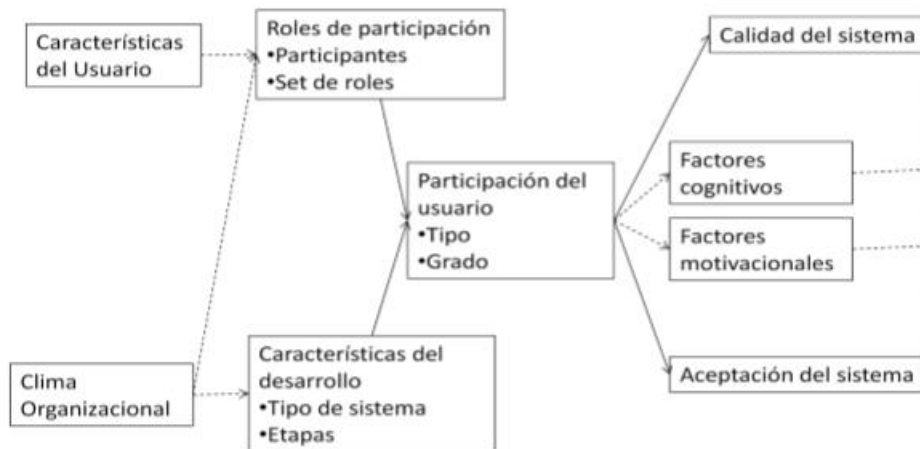 Características
del Usuario
Roles de participación
•Participantes
•Set de roles
Calidad del sistema
Participación del
usuario
•Tipo
•Grado
Factores
cognitivos
Factores
motivacionales
Clima
Organizacional
Características del
desarrollo
•Tipo de sistema
•Etapas
Aceptación del sistema